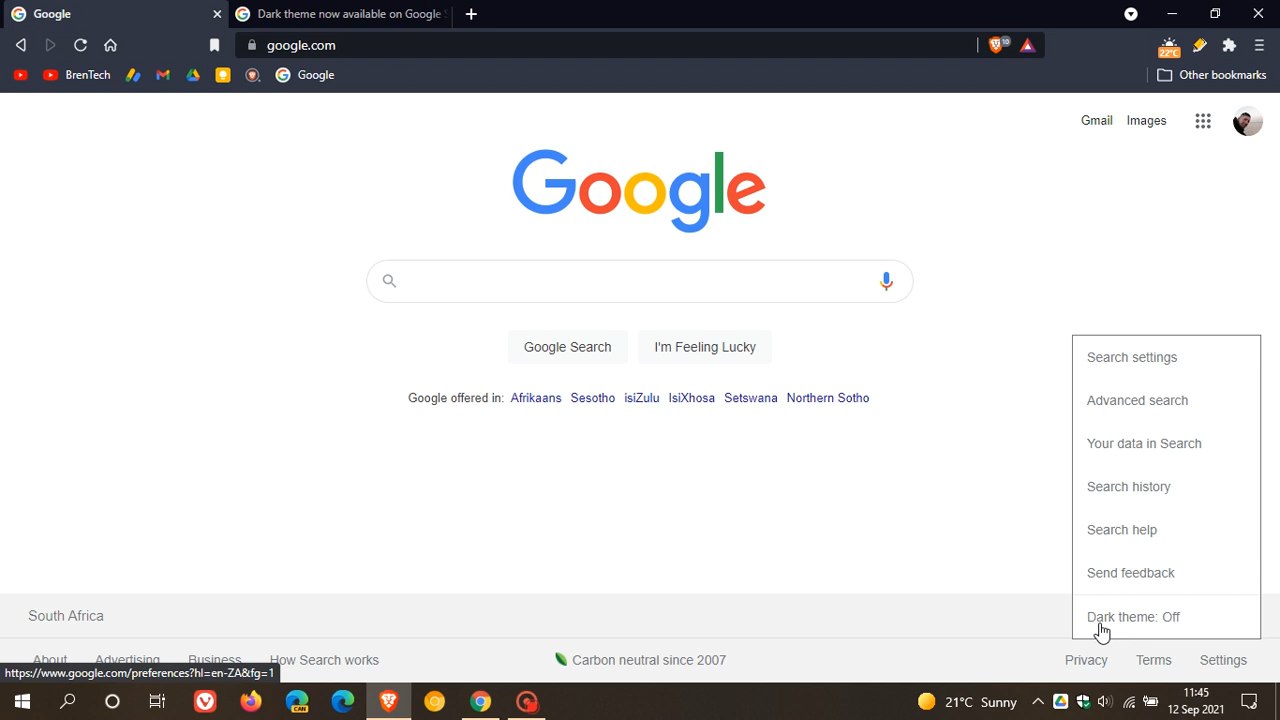 Google
Dark theme now available on Google S
google.com
10
22°C
BrenTech
Google
Other bookmarks
Gmail Images
Google
Google Search
I'm Feeling Lucky
Google offered in: Afrikaans Sesotho isiZulu IsiXhosa Setswana Northern Sotho
Search settings
Advanced search
Your data in Search
Search history
Search help
Send feedback
Dark theme: Off
South Africa
About Advertising Business How Search works
Carbon neutral since 2007
Privacy Terms Settings
https://www.google.com/preferences?hl=en-ZA&fg=1
CAN
21°C Sunny
11:45
12 Sep 2021